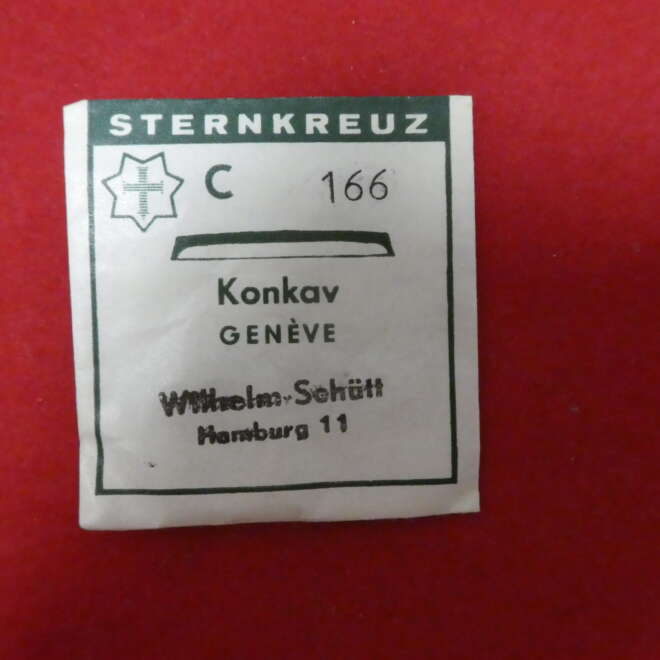 STERNKREUZ
C 166
Konkav
GENÈVE
Wilhelm Schütt
Hamburg 11